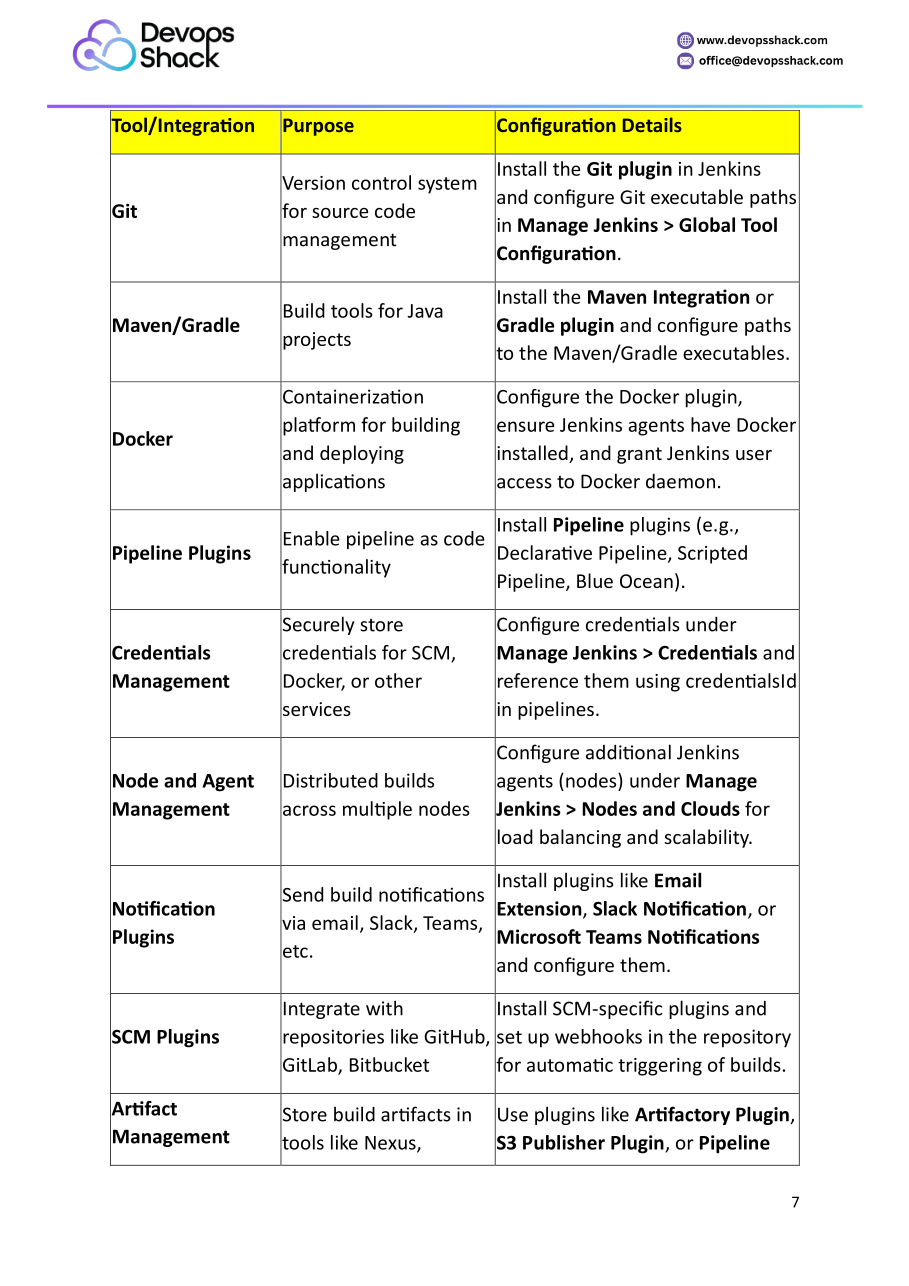 Devops
Shack
www.devopsshack.com
office@devopsshack.com
Tool/Integration
Purpose
Configuration Details
Git
Version control system
for source code
management
Install the Git plugin in Jenkins
and configure Git executable paths
in Manage Jenkins > Global Tool
Configuration.
Maven/Gradle
Build tools for Java
projects
Install the Maven Integration or
Gradle plugin and configure paths
to the Maven/Gradle executables.
Docker
Containerization
platform for building
and deploying
applications
Configure the Docker plugin,
ensure Jenkins agents have Docker
installed, and grant Jenkins user
access to Docker daemon.
Pipeline Plugins
Enable pipeline as code
functionality
Install Pipeline plugins (e.g.,
Declarative Pipeline, Scripted
Pipeline, Blue Ocean).
Credentials
Management
Securely store
credentials for SCM,
Docker, or other
services
Configure credentials under
Manage Jenkins > Credentials and
reference them using credentialsId
in pipelines.
Node and Agent
Management
Distributed builds
across multiple nodes
Configure additional Jenkins
agents (nodes) under Manage
Jenkins > Nodes and Clouds for
load balancing and scalability.
Notification
Plugins
Send build notifications
via email, Slack, Teams,
etc.
Install plugins like Email
Extension, Slack Notification, or
Microsoft Teams Notifications
and configure them.
SCM Plugins
Integrate with
repositories like GitHub,
GitLab, Bitbucket
Install SCM-specific plugins and
set up webhooks in the repository
for automatic triggering of builds.
Artifact
Management
Store build artifacts in
tools like Nexus,
Use plugins like Artifactory Plugin,
S3 Publisher Plugin, or Pipeline
7